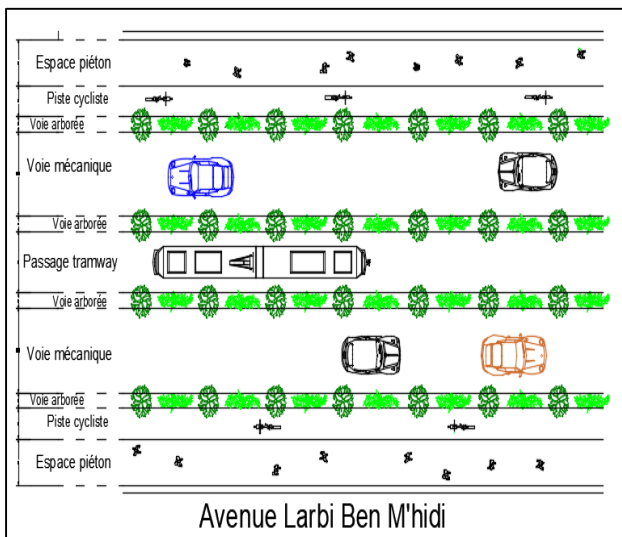 Espace piéton
Piste cycliste
Voie arborée
Voie mécanique
Voie arborée
Passage tramway
Voie arborée
Voie mécanique
Voie arborée
Piste cycliste
Espace piéton
Avenue Larbi Ben M'hidi